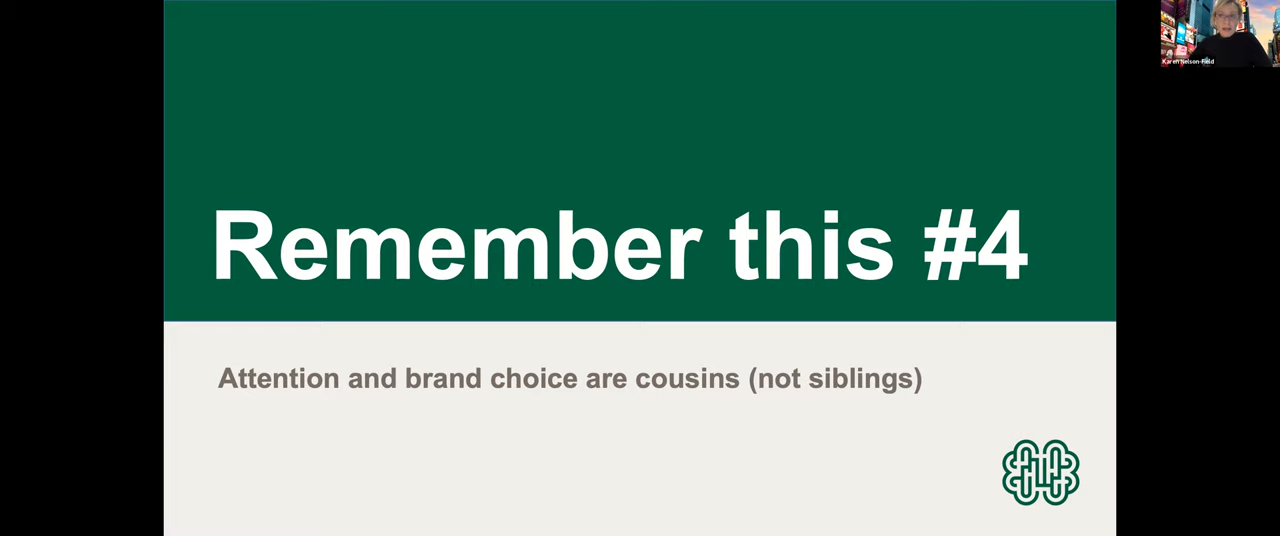 Remember this #4
Attention and brand choice are cousins (not siblings)
Karen Nelson-Field